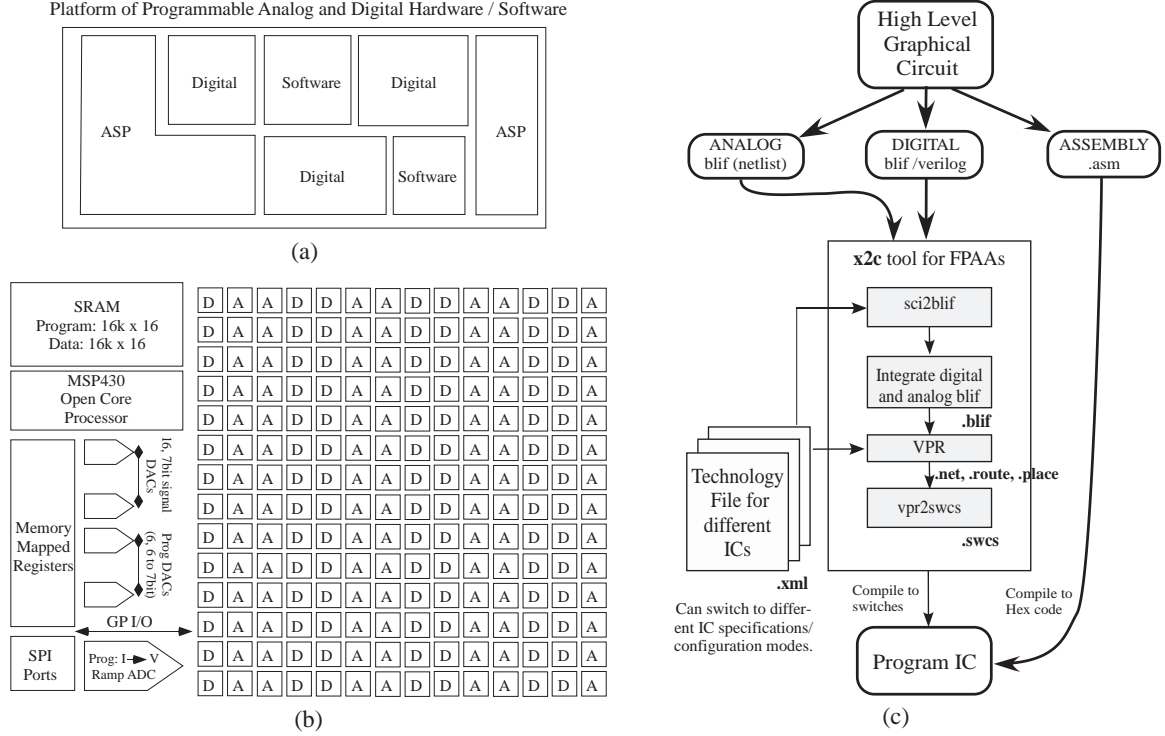 Platform of Programmable Analog and Digital Hardware / Software
ASP
Digital
Software
Digital
ASP
Digital
Software
(a)
SRAM
Program: 16k x 16
Data: 16k x 16
MSP430
Open Core
Processor
Memory
Mapped
Registers
16, 7bit signal
DACs
Prog DACs
(6, 6 to 7bit)
GP I/O
SPI
Ports
Prog: I V
Ramp ADC
D A A D D A A D D A A D D A
D A A D D A A D D A A D D A
D A A D D A A D D A A D D A
D A A D D A A D D A A D D A
D A A D D A A D D A A D D A
D A A D D A A D D A A D D A
D A A D D A A D D A A D D A
D A A D D A A D D A A D D A
D A A D D A A D D A A D D A
D A A D D A A D D A A D D A
D A A D D A A D D A A D D A
D A A D D A A D D A A D D A
D A A D D A A D D A A D D A
D A A D D A A D D A A D D A
(b)
High Level
Graphical
Circuit
ANALOG
blif (netlist)
DIGITAL
blif /verilog
ASSEMBLY
.asm
x2c tool for FPAAs
sci2blif
Integrate digital
and analog blif
.blif
VPR
.net, .route, .place
vpr2swcs
.swcs
Technology
File for
different
ICs
.xml
Can switch to differ-
ent IC specifications/
configuration modes.
Compile to
switches
Compile to
Hex code
Program IC
(c)